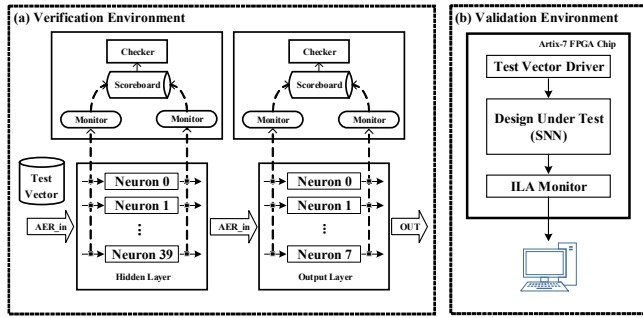 (a) Verification Environment
Checker
Scoreboard
Monitor
Monitor
Checker
Scoreboard
Monitor
Monitor
Test
Vector
AER_in
Neuron 0
Neuron 1
⋮
Neuron 39
Hidden Layer
AER_in
Neuron 0
Neuron 1
⋮
Neuron 7
Output Layer
OUT
(b) Validation Environment
Artix-7 FPGA Chip
Test Vector Driver
Design Under Test
(SNN)
ILA Monitor